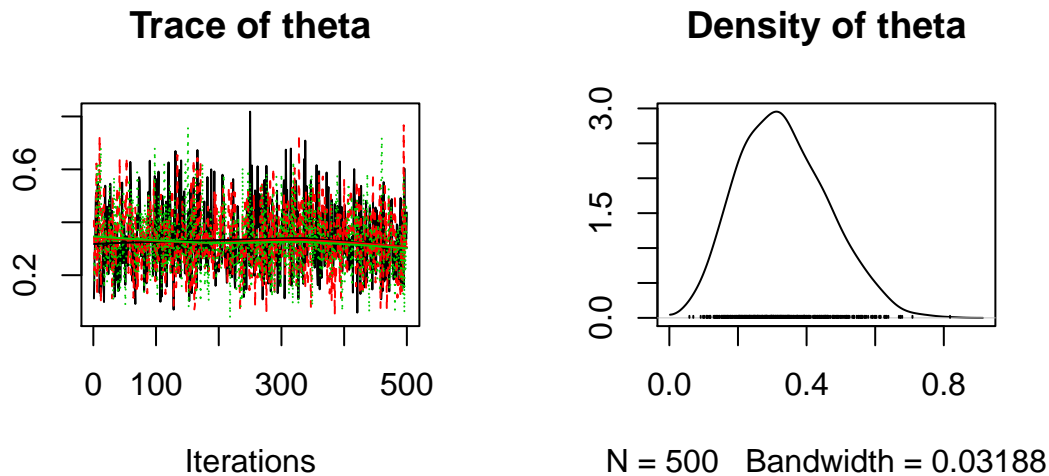 Trace of theta
0.6
0.2
0 100 300 500
Iterations
Density of theta
3.0
1.5
0.0
0.0 0.4 0.8
N = 500 Bandwidth = 0.03188